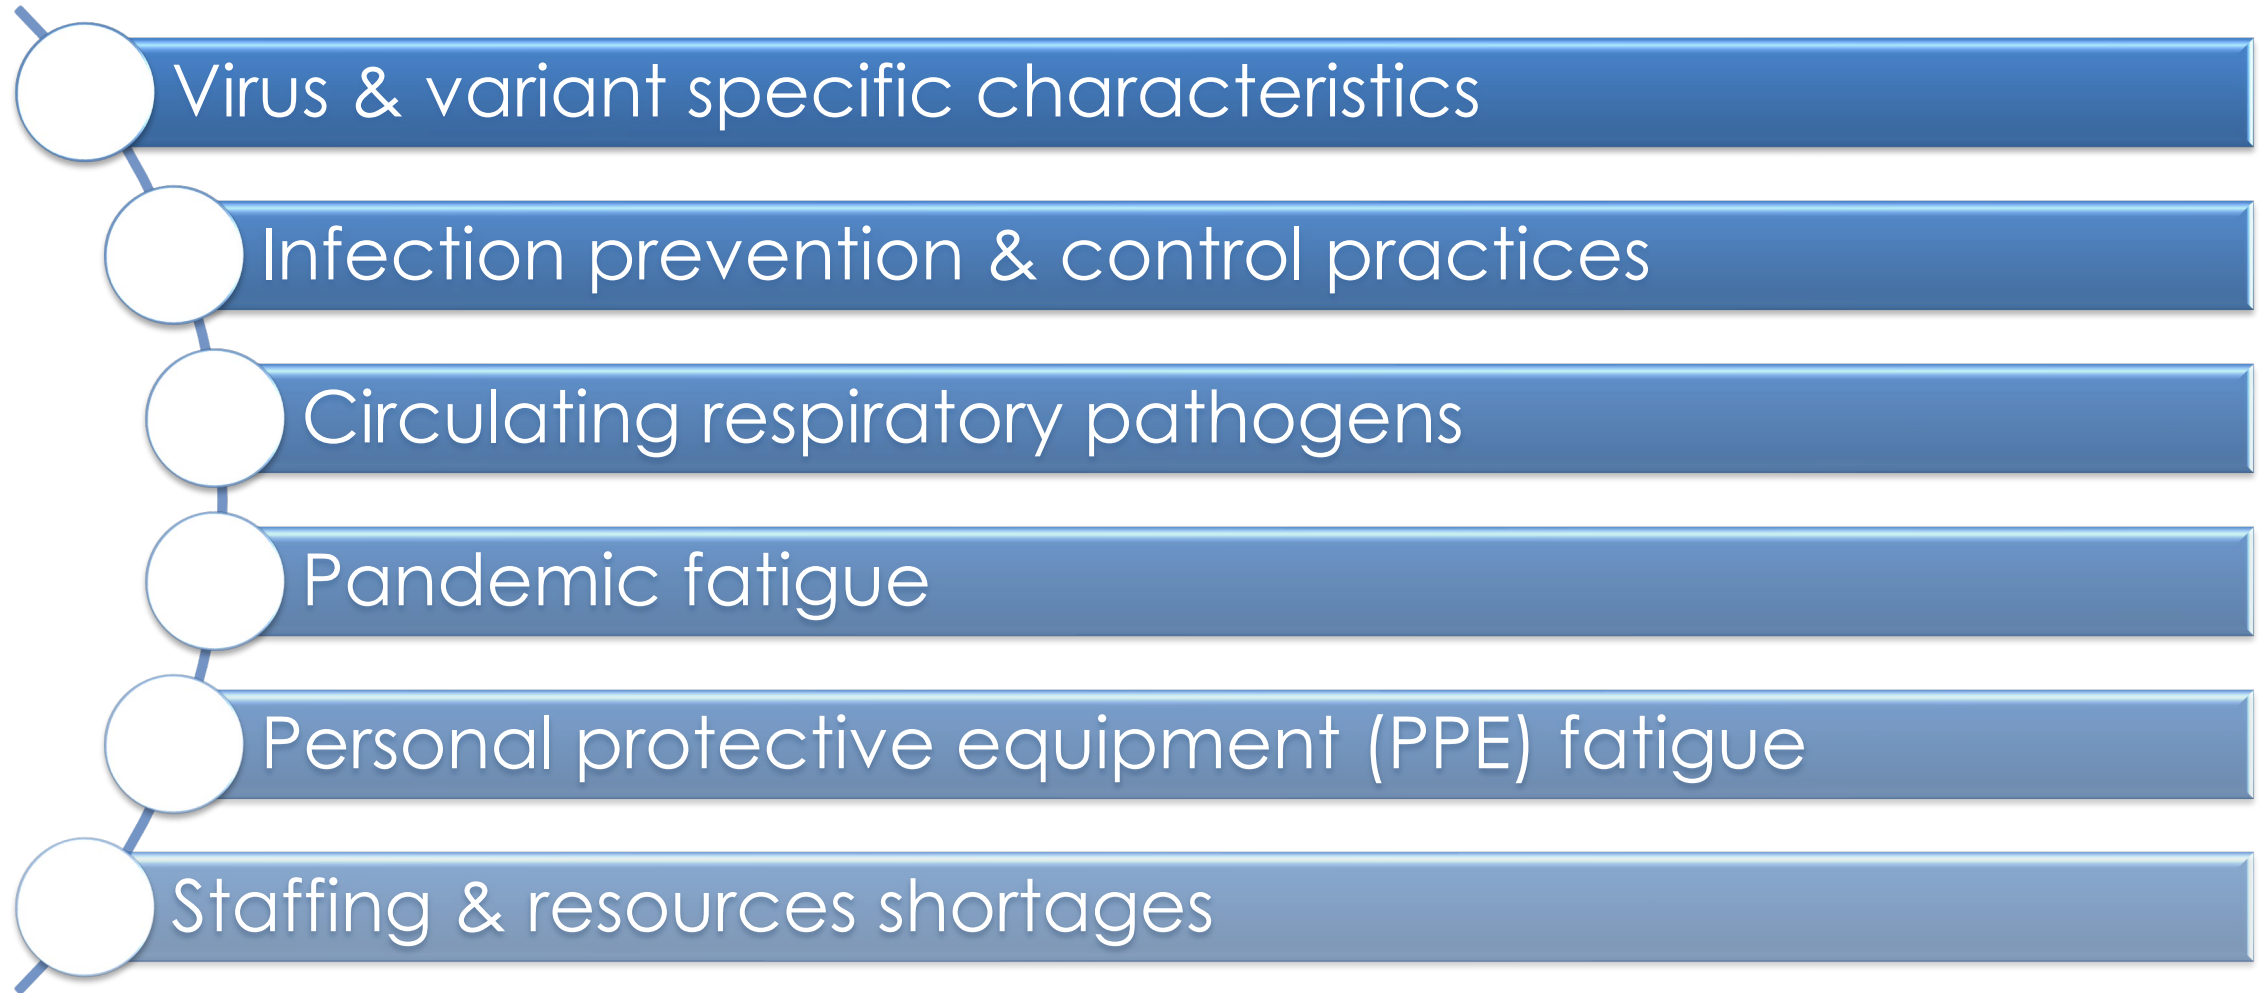 Virus & variant specific characteristics
Infection prevention & control practices
Circulating respiratory pathogens
Pandemic fatigue
Personal protective equipment (PPE) fatigue
Staffing & resources shortages